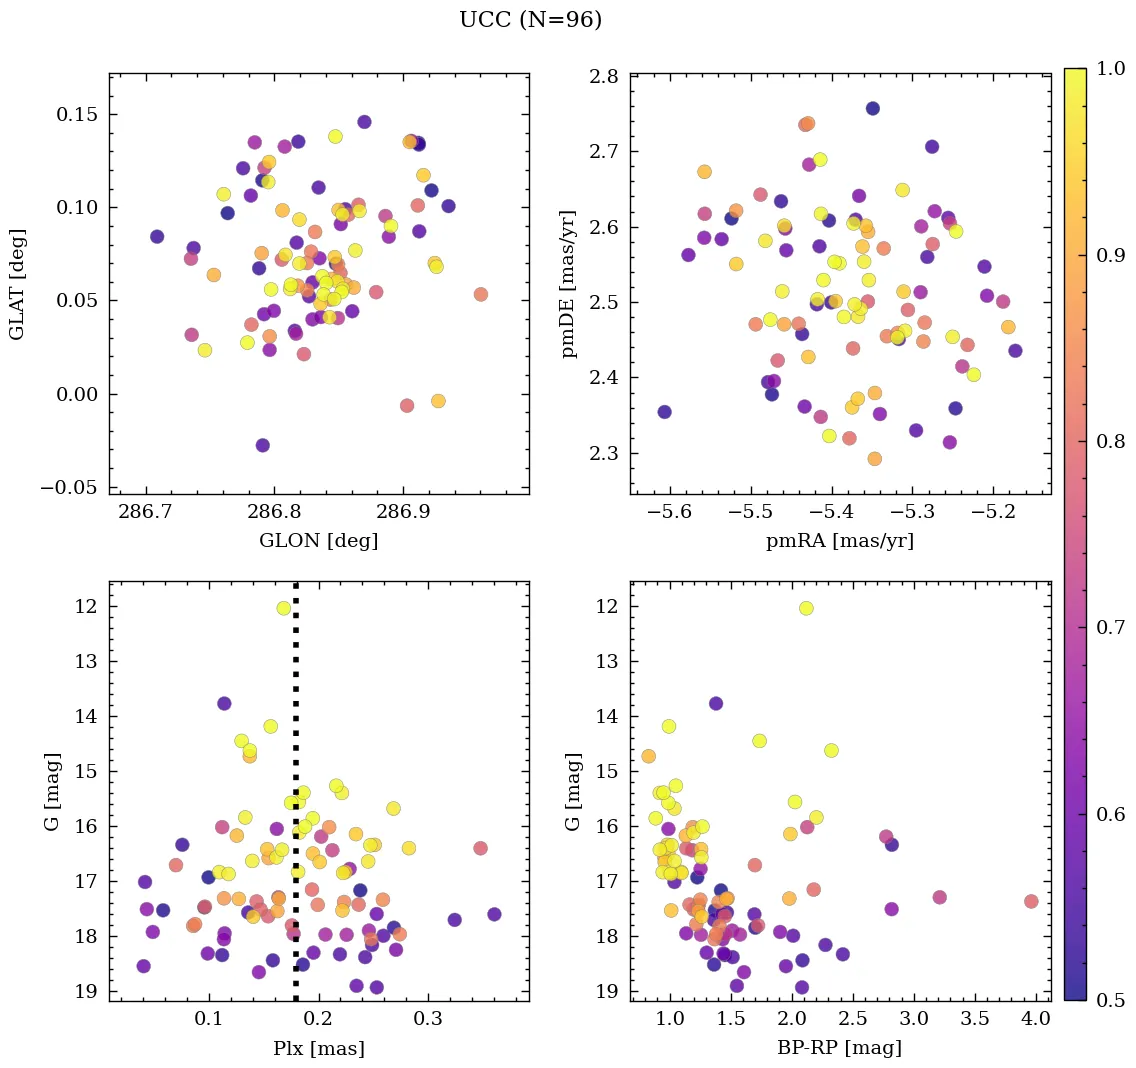 UCC (N=96)
0.15
0.10
0.05
0.00
−0.05
GLAT [deg]
286.7 286.8 286.9
GLON [deg]
2.8
2.7
2.6
2.5
2.4
2.3
pmDE [mas/yr]
−5.6 −5.5 −5.4 −5.3 −5.2
pmRA [mas/yr]
1.0
0.9
0.8
0.7
0.6
0.5
12
13
14
15
16
17
18
19
G [mag]
0.1 0.2 0.3
Plx [mas]
12
13
14
15
16
17
18
19
G [mag]
1.0 1.5 2.0 2.5 3.0 3.5 4.0
BP-RP [mag]